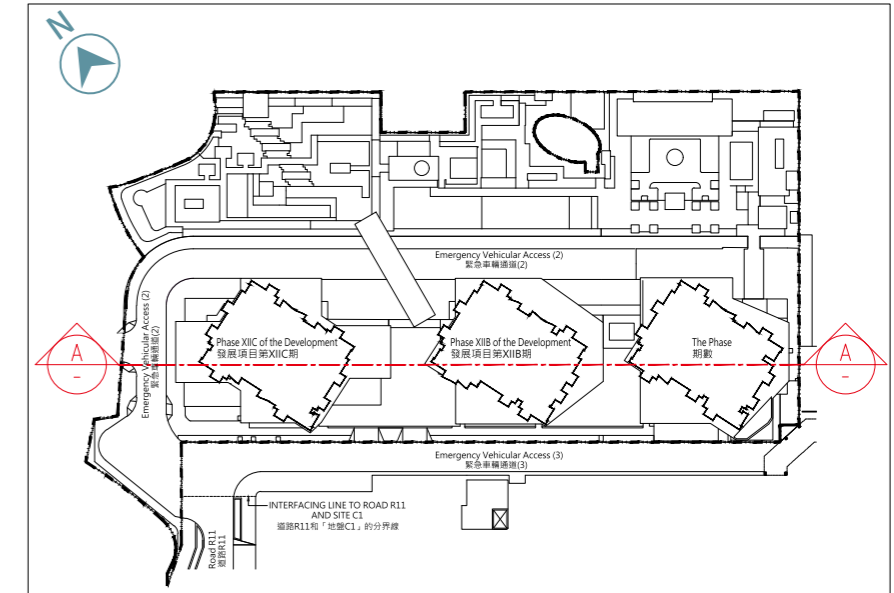 N
Emergency Vehicular Access (2)
緊急車輛通道(2)
Emergency Vehicular Access (2)
緊急車輛通道(2)
Phase XIIC of the Development
發展項目第XIIC期
Phase XIIB of the Development
發展項目第XIIB期
The Phase
期數
A
-
A
-
Emergency Vehicular Access (3)
緊急車輛通道(3)
INTERFACING LINE TO ROAD R11
AND SITE C1
道路R11和「地盤C1」的分界線
Road R11
道路R11